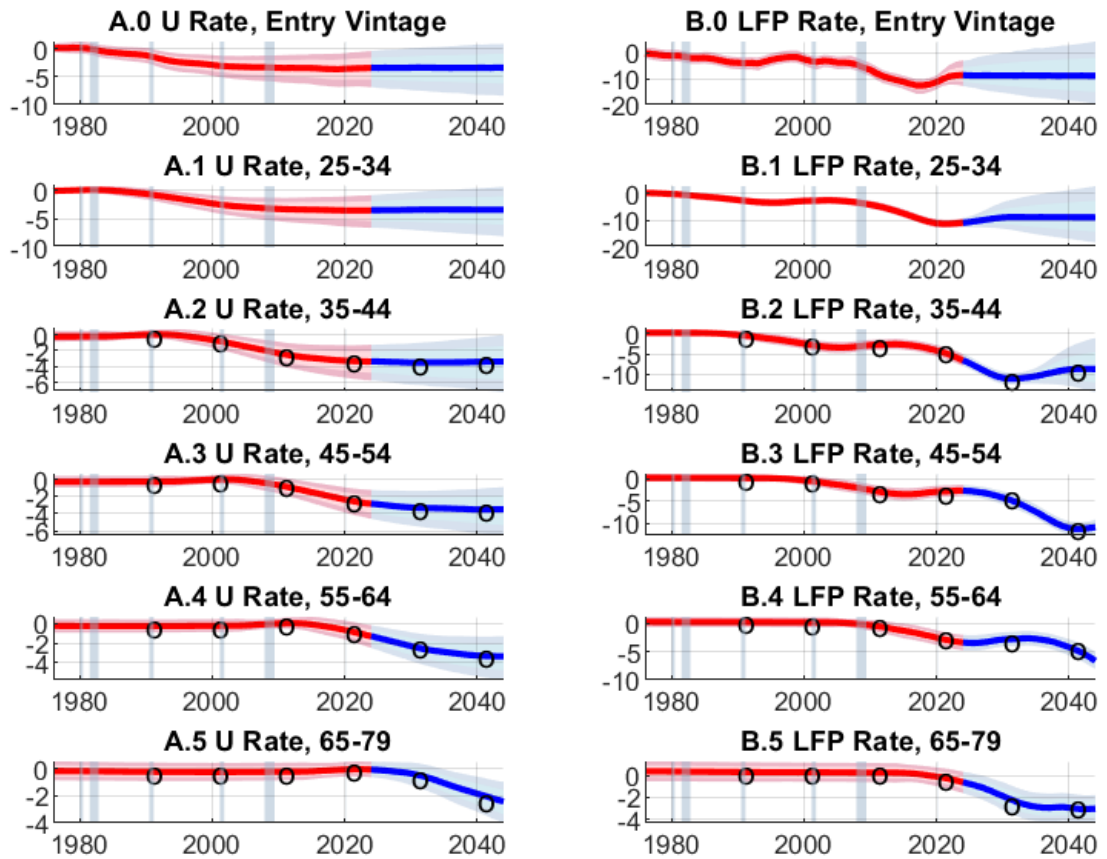 A.0 U Rate, Entry Vintage
0
-5
-10
1980 2000 2020 2040
B.0 LFP Rate, Entry Vintage
0
-10
-20
1980 2000 2020 2040
A.1 U Rate, 25-34
0
-5
-10
1980 2000 2020 2040
B.1 LFP Rate, 25-34
0
-10
-20
1980 2000 2020 2040
A.2 U Rate, 35-44
0
-2
-4
-6
1980 2000 2020 2040
B.2 LFP Rate, 35-44
0
-5
-10
1980 2000 2020 2040
A.3 U Rate, 45-54
0
-2
-4
-6
1980 2000 2020 2040
B.3 LFP Rate, 45-54
0
-5
-10
1980 2000 2020 2040
A.4 U Rate, 55-64
0
-2
-4
1980 2000 2020 2040
B.4 LFP Rate, 55-64
0
-5
-10
1980 2000 2020 2040
A.5 U Rate, 65-79
0
-2
-4
1980 2000 2020 2040
B.5 LFP Rate, 65-79
0
-2
-4
1980 2000 2020 2040